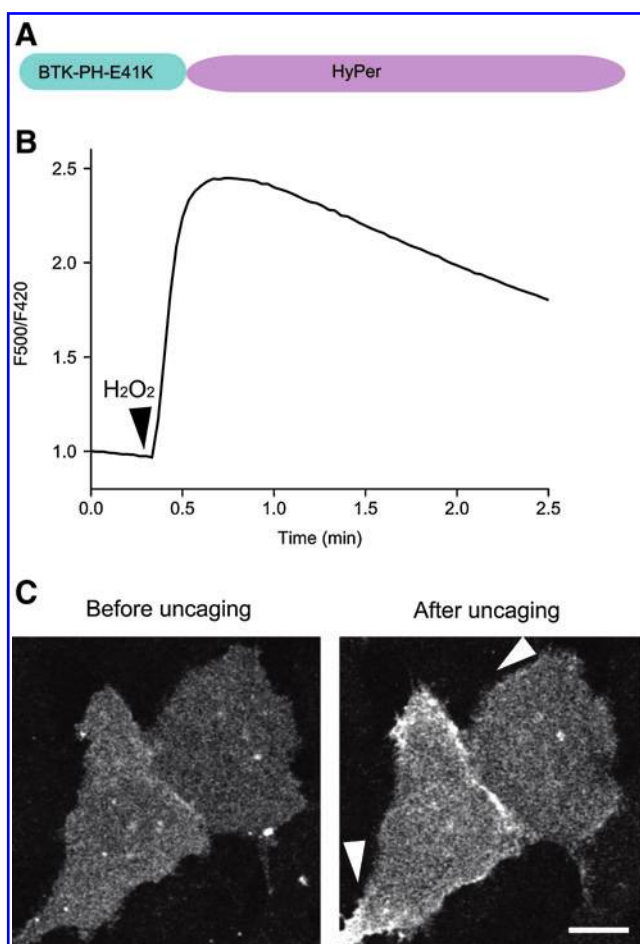 A
BTK-PH-E41K HyPer
B
2.5
2.0
1.5
1.0
F500/F420
H₂O₂
0.0 0.5 1.0 1.5 2.0 2.5
Time (min)
C
Before uncaging After uncaging